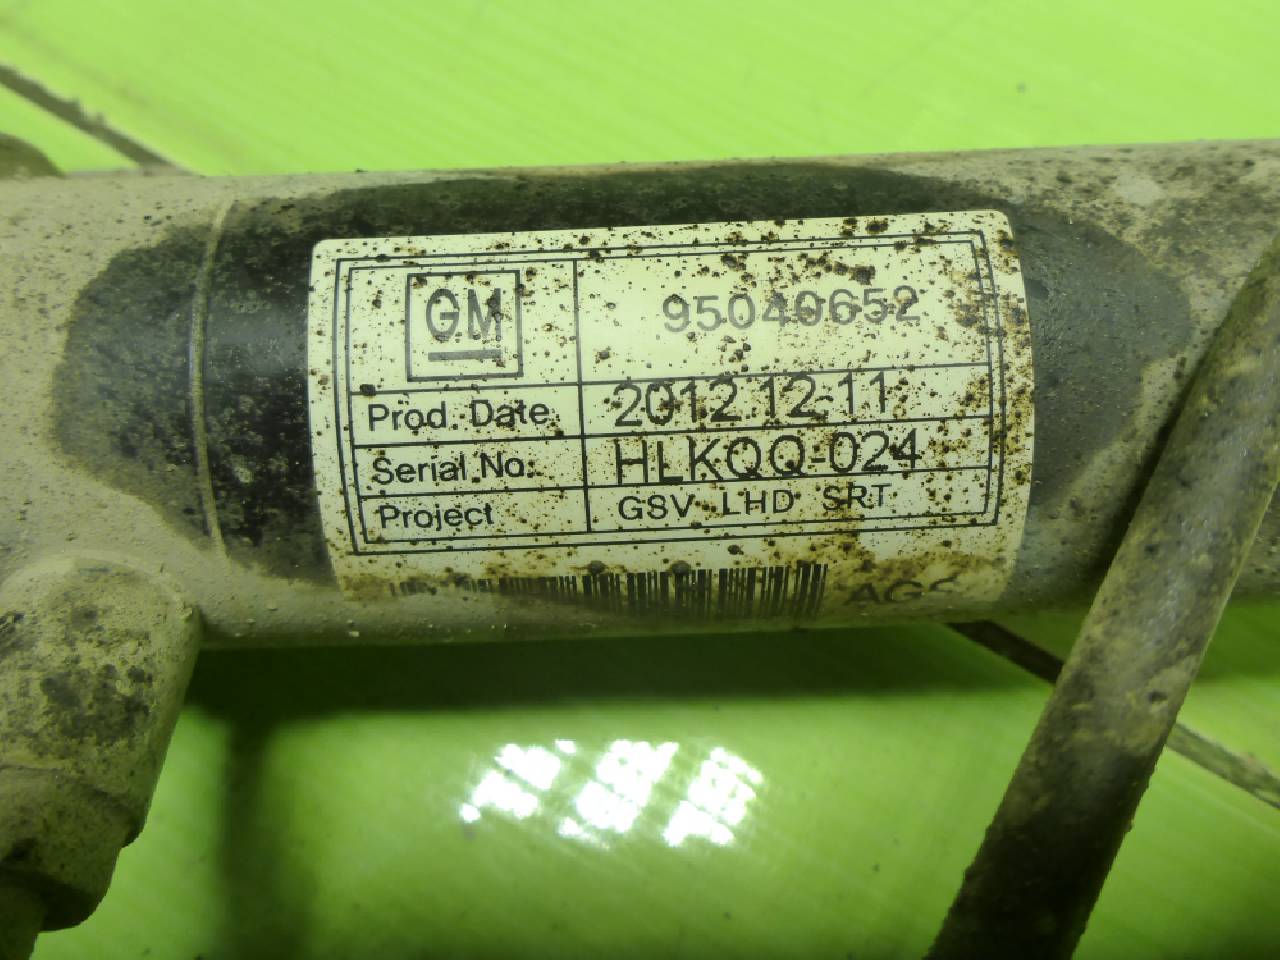 GM 95040652
Prod. Date 2012.12-11
Serial No: HLKQQ-024
Project GSV LHD SRT